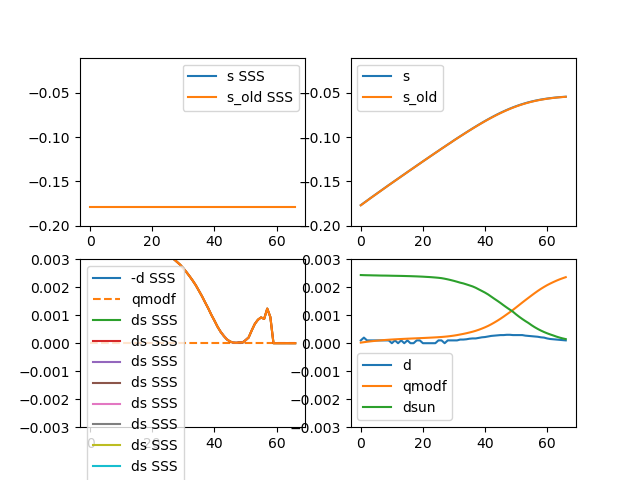 s SSS
s_old SSS
−0.05
−0.10
−0.15
−0.20
0 20 40 60
s
s_old
−0.05
−0.10
−0.15
−0.20
0 20 40 60
0.003
0.002
0.001
0.000
−0.001
−0.002
−0.003
-d SSS
qmodf
ds SSS
ds SSS
ds SSS
ds SSS
ds SSS
ds SSS
ds SSS
ds SSS
0 20 40 60
0.003
0.002
0.001
0.000
−0.001
−0.002
−0.003
d
qmodf
dsun
0 20 40 60